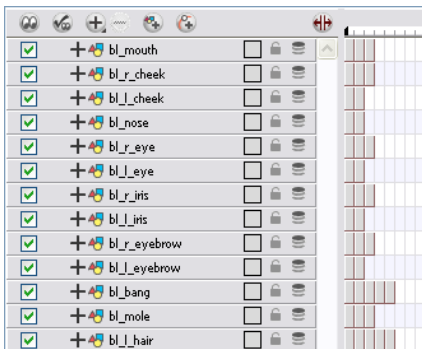 bl_mouth
bl_r_cheek
bl_l_cheek
bl_nose
bl_r_eye
bl_l_eye
bl_r_iris
bl_l_iris
bl_r_eyebrow
bl_l_eyebrow
bl_bang
bl_mole
bl_l_hair